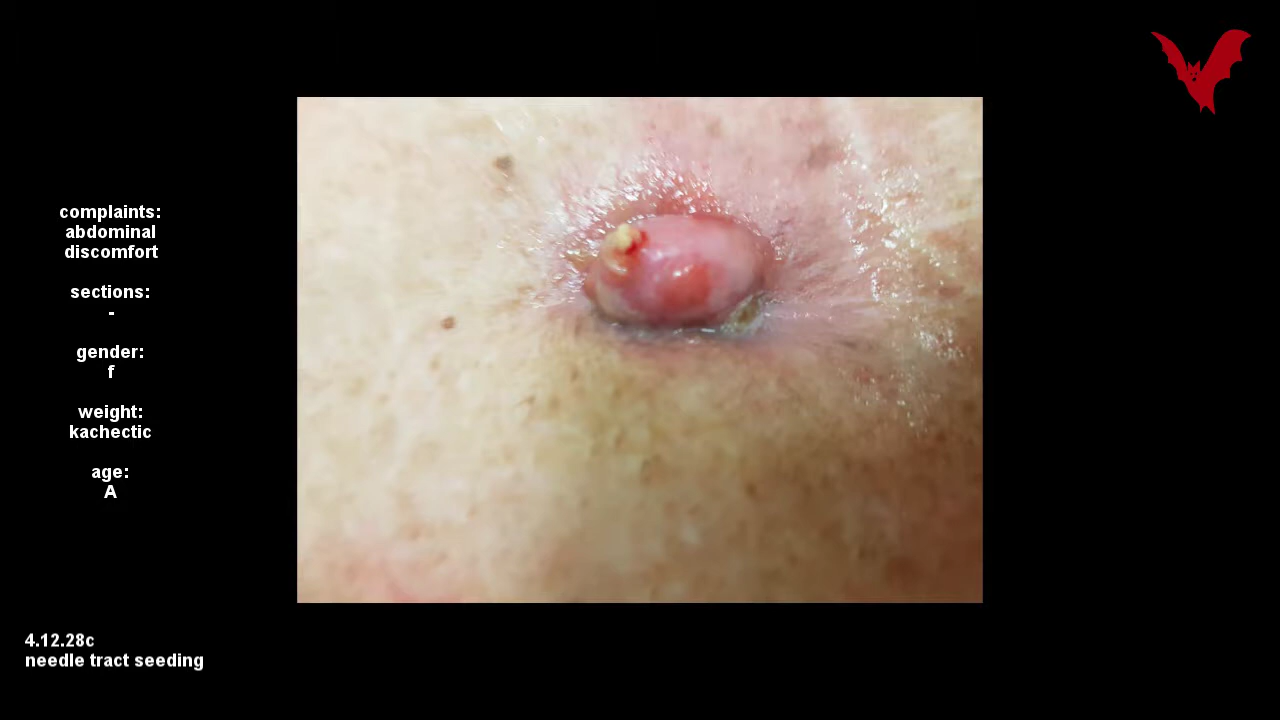 complaints:
abdominal
discomfort
sections:
-
gender:
f
weight:
kachectic
age:
A
4.12.28c
needle tract seeding